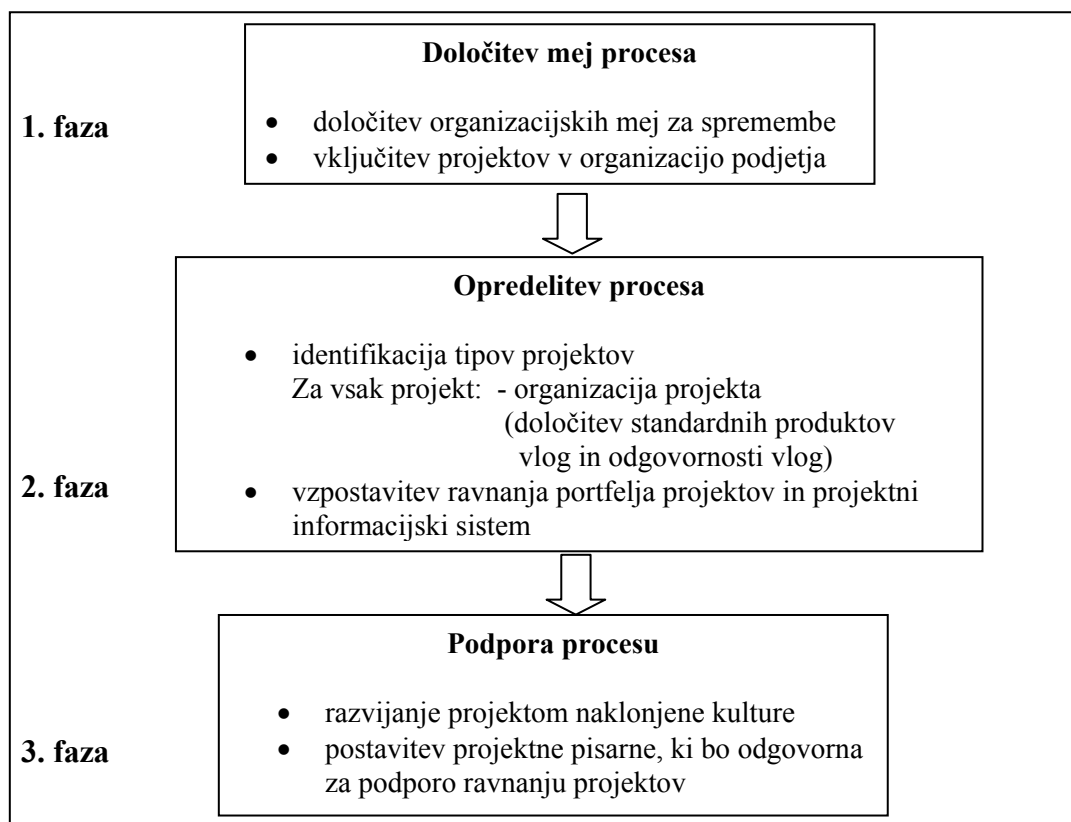 Določitev mej procesa
1. faza
• določitev organizacijskih mej za spremembe
• vključitev projektov v organizacijo podjetja
Opredelitev procesa
• identifikacija tipov projektov
Za vsak projekt: - organizacija projekta
(določitev standardnih produktov
vlog in odgovornosti vlog)
2. faza
• vzpostavitev ravnanja portfelja projektov in projektni
informacijski sistem
Podpora procesu
• razvijanje projektom naklonjene kulture
3. faza
• postavitev projektne pisarne, ki bo odgovorna
za podporo ravnanju projektov